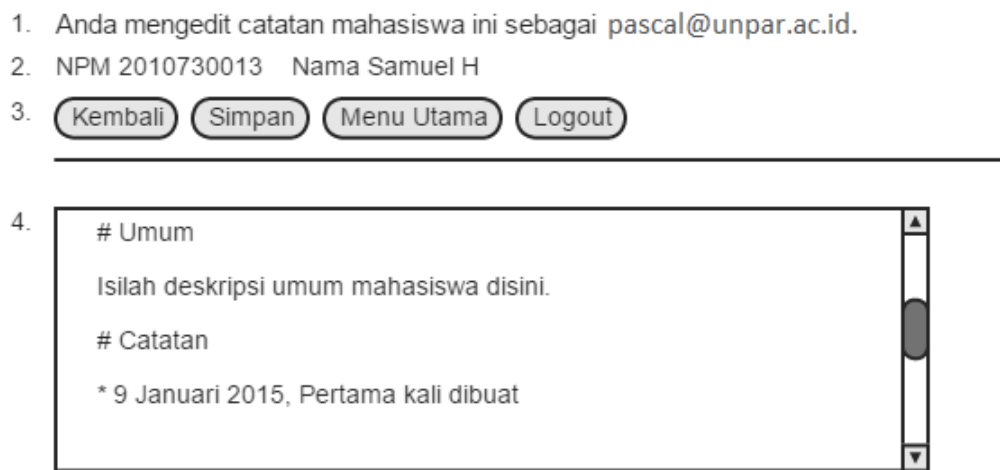 1. Anda mengedit catatan mahasiswa ini sebagai pascal@unpar.ac.id.
2. NPM 2010730013 Nama Samuel H
3. Kembali Simpan Menu Utama Logout
4. # Umum
Isilah deskripsi umum mahasiswa disini.
# Catatan
* 9 Januari 2015, Pertama kali dibuat